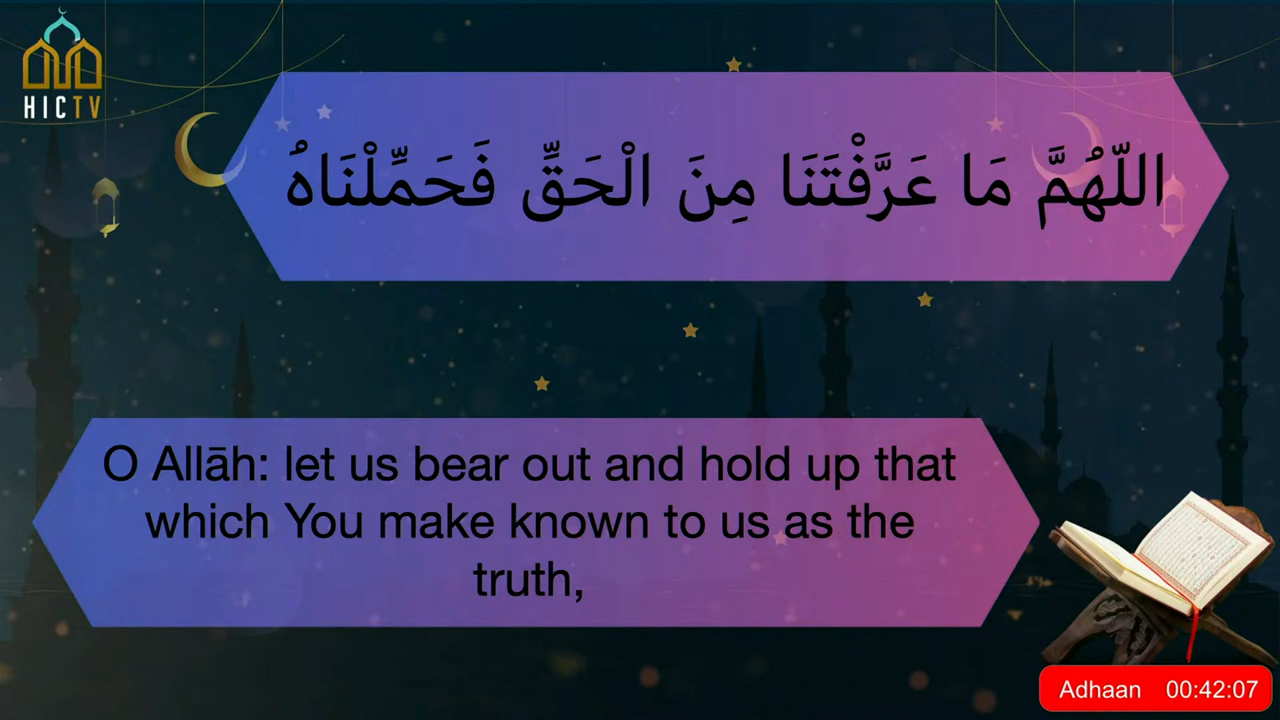 HICTV
اللّٰهُمَّ مَا عَرَّفْتَنَا مِنَ الْحَقِّ فَحَمِّلْنَاهُ
O Allāh: let us bear out and hold up that
which You make known to us as the
truth,
Adhaan 00:42:07